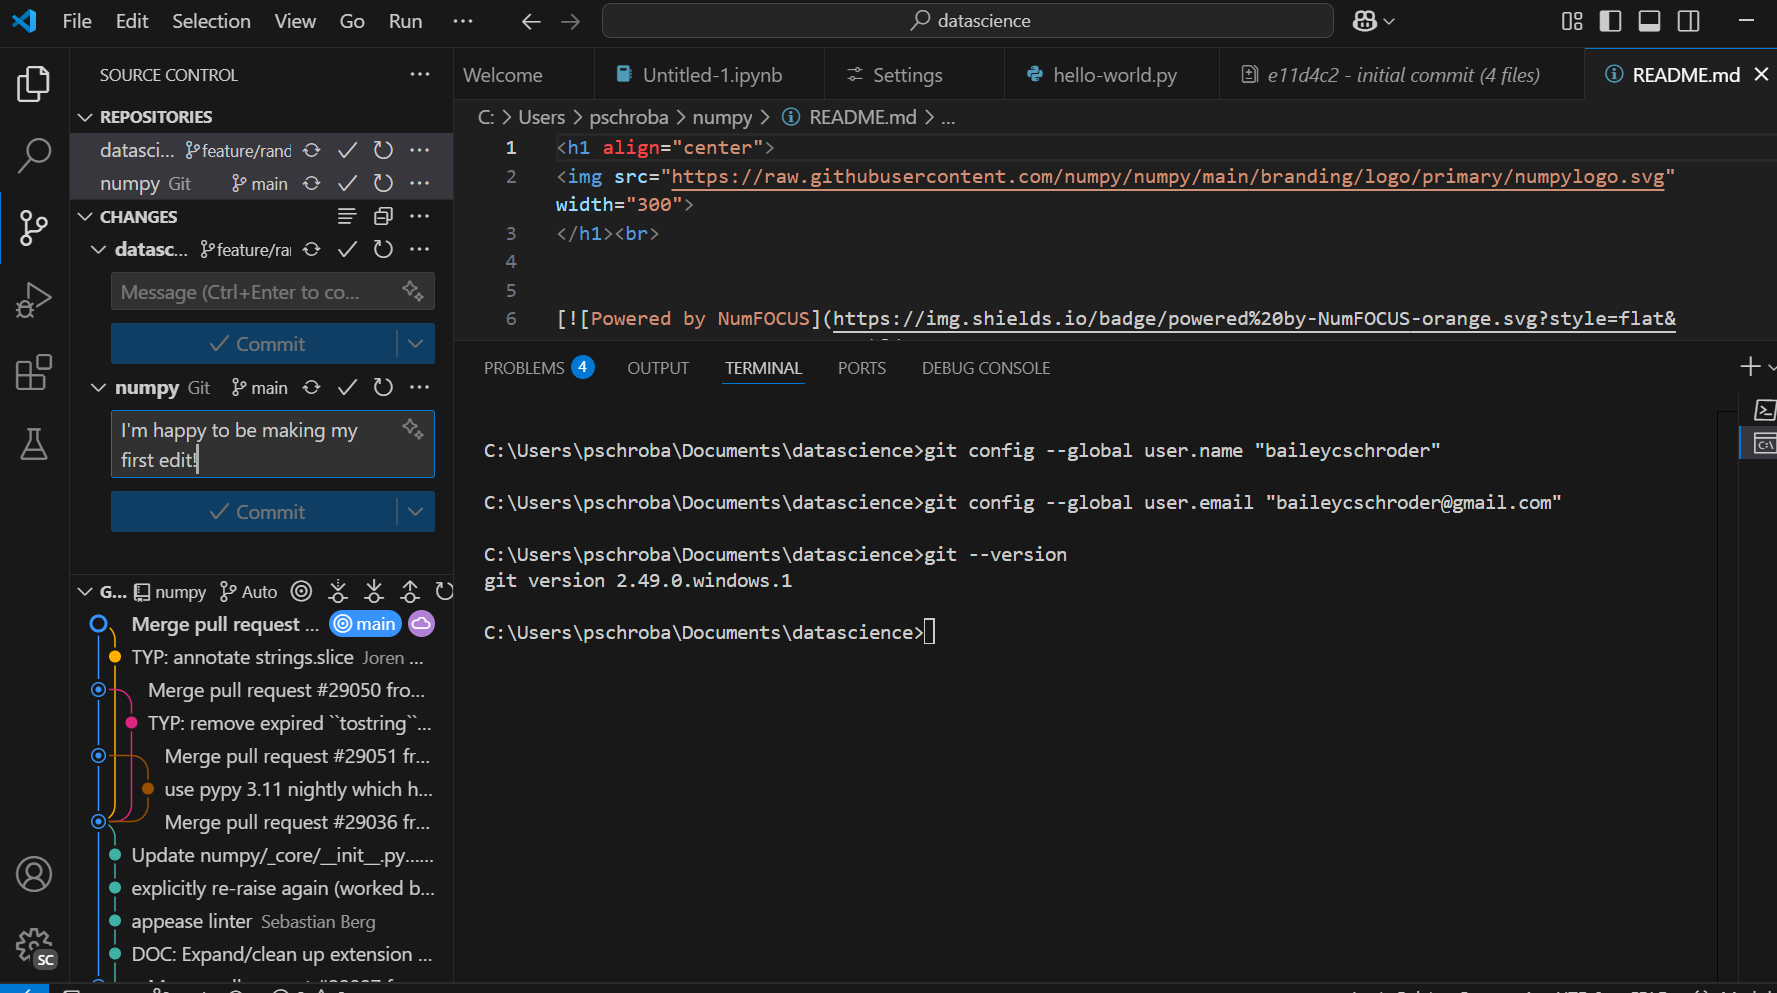 File Edit Selection View Go Run ··· datascience
SOURCE CONTROL ···
REPOSITORIES
datasci... feature/rand ···
numpy Git main ···
CHANGES ···
datasc... feature/rai ···
Message (Ctrl+Enter to co...
Commit
numpy Git main ···
I'm happy to be making my
first edit!
Commit
G... numpy Auto
Merge pull request ... main
TYP: annotate strings.slice Joren ...
Merge pull request #29050 fro...
TYP: remove expired ``tostring``...
Merge pull request #29051 fr...
use pypy 3.11 nightly which h...
Merge pull request #29036 fr...
Update numpy/_core/__init__.py......
explicitly re-raise again (worked b...
appease linter Sebastian Berg
DOC: Expand/clean up extension ...
SC
Welcome Untitled-1.ipynb Settings hello-world.py e11d4c2 - initial commit (4 files) README.md
C: > Users > pschroba > numpy > README.md > ...
1 <h1 align="center">
2 <img src="https://raw.githubusercontent.com/numpy/numpy/main/branding/logo/primary/numpylogo.svg"
width="300">
3 </h1><br>
4
5
6 [![Powered by NumFOCUS](https://img.shields.io/badge/powered%20by-NumFOCUS-orange.svg?style=flat&
PROBLEMS 4 OUTPUT TERMINAL PORTS DEBUG CONSOLE
C:\Users\pschroba\Documents\datascience>git config --global user.name "baileycschroder"
C:\Users\pschroba\Documents\datascience>git config --global user.email "baileycschroder@gmail.com"
C:\Users\pschroba\Documents\datascience>git --version
git version 2.49.0.windows.1
C:\Users\pschroba\Documents\datascience>